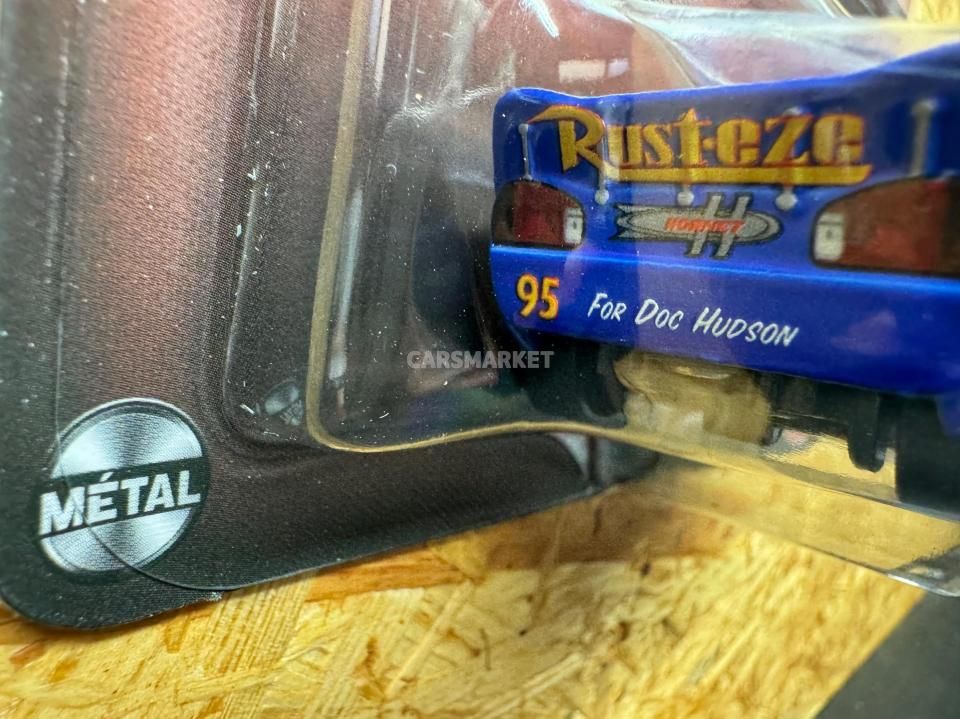 Rust-eze
HORNET
H
95 FOR DOC HUDSON
CARSMARKET
MÉTAL